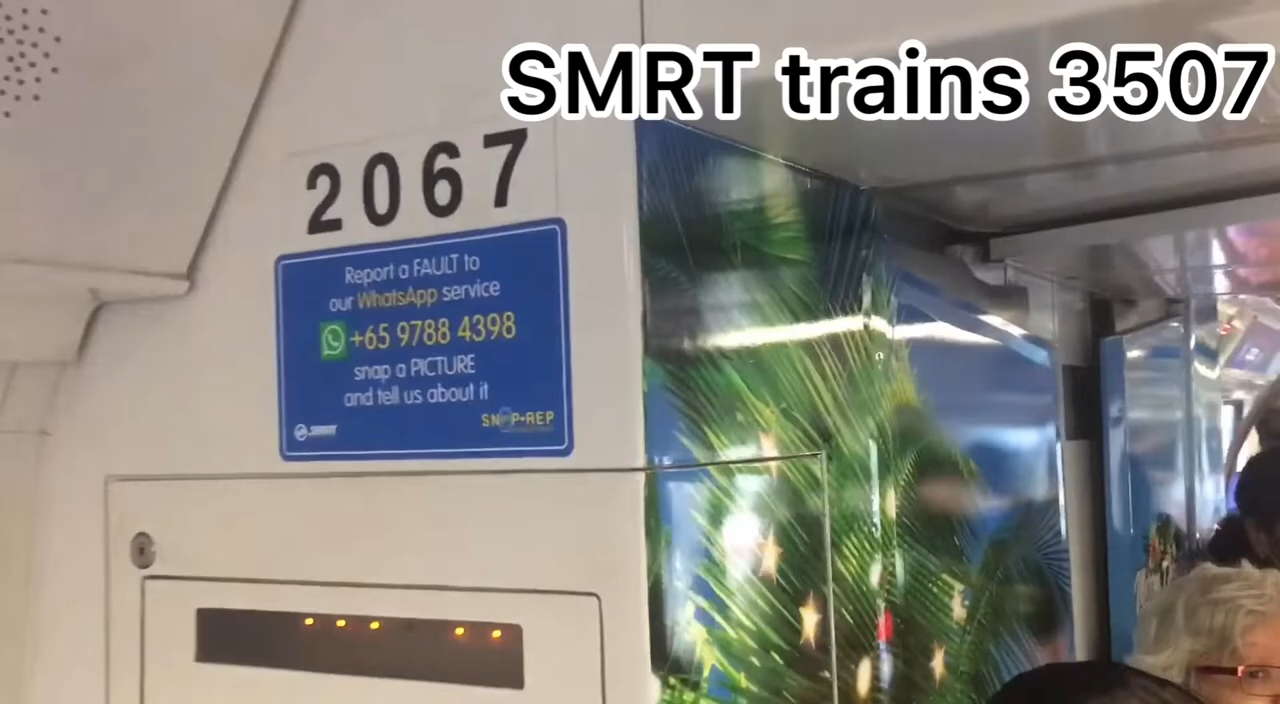 SMRT trains 3507
2067
Report a FAULT to
our WhatsApp service
+65 9788 4398
snap a PICTURE
and tell us about it
SMRT
SNAP-REP